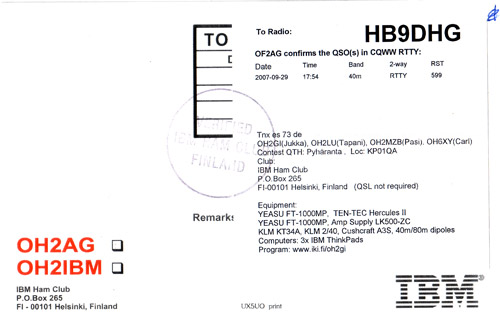 To Radio: HB9DHG
OF2AG confirms the QSO(s) in CQWW RTTY:
Date Time Band 2-way RST
2007-09-29 17:54 40m RTTY 599
TO
VERIFIED
IBM HAM CLUB
FINLAND
Tnx es 73 de
OH2GI(Jukka), OH2LU(Tapani), OH2MZB(Pasi), OH6XY(Carl)
Contest QTH: Pyharanta , Loc: KP01QA
Club:
IBM Ham Club
P.O.Box 265
FI-00101 Helsinki, Finland (QSL not required)
Remarks
Equipment:
YEASU FT-1000MP, TEN-TEC Hercules II
YEASU FT-1000MP, Amp Supply LK500-ZC
KLM KT34A, KLM 2/40, Cushcraft A3S, 40m/80m dipoles
Computers: 3x IBM ThinkPads
Program: www.iki.fi/oh2gi
OH2AG
OH2IBM
IBM Ham Club
P.O.Box 265
FI - 00101 Helsinki, Finland
UX5UO print
IBM